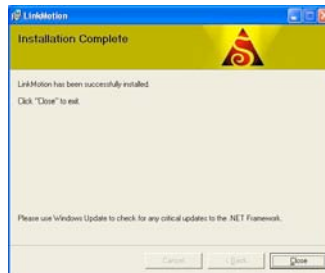 LinkMotion
Installation Complete
LinkMotion has been successfully installed.
Click "Close" to exit.
Please use Windows Update to check for any critical updates to the .NET Framework.
Cancel
< Back
Close